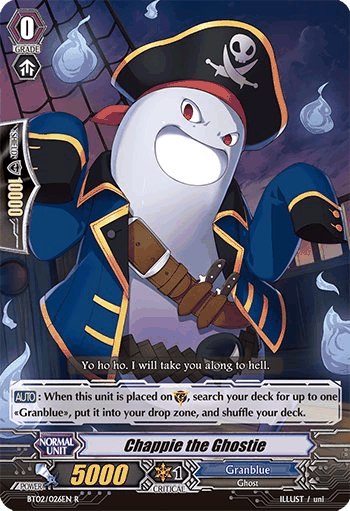 0
GRADE
SHIELD
10000
Yo ho ho. I will take you along to hell.
AUTO : When this unit is placed on , search your deck for up to one
«Granblue», put it into your drop zone, and shuffle your deck.
NORMAL
UNIT
Chappie the Ghostie
POWER
5000
1
CRITICAL
Granblue
Ghost
BT02/026EN R
ILLUST / uni